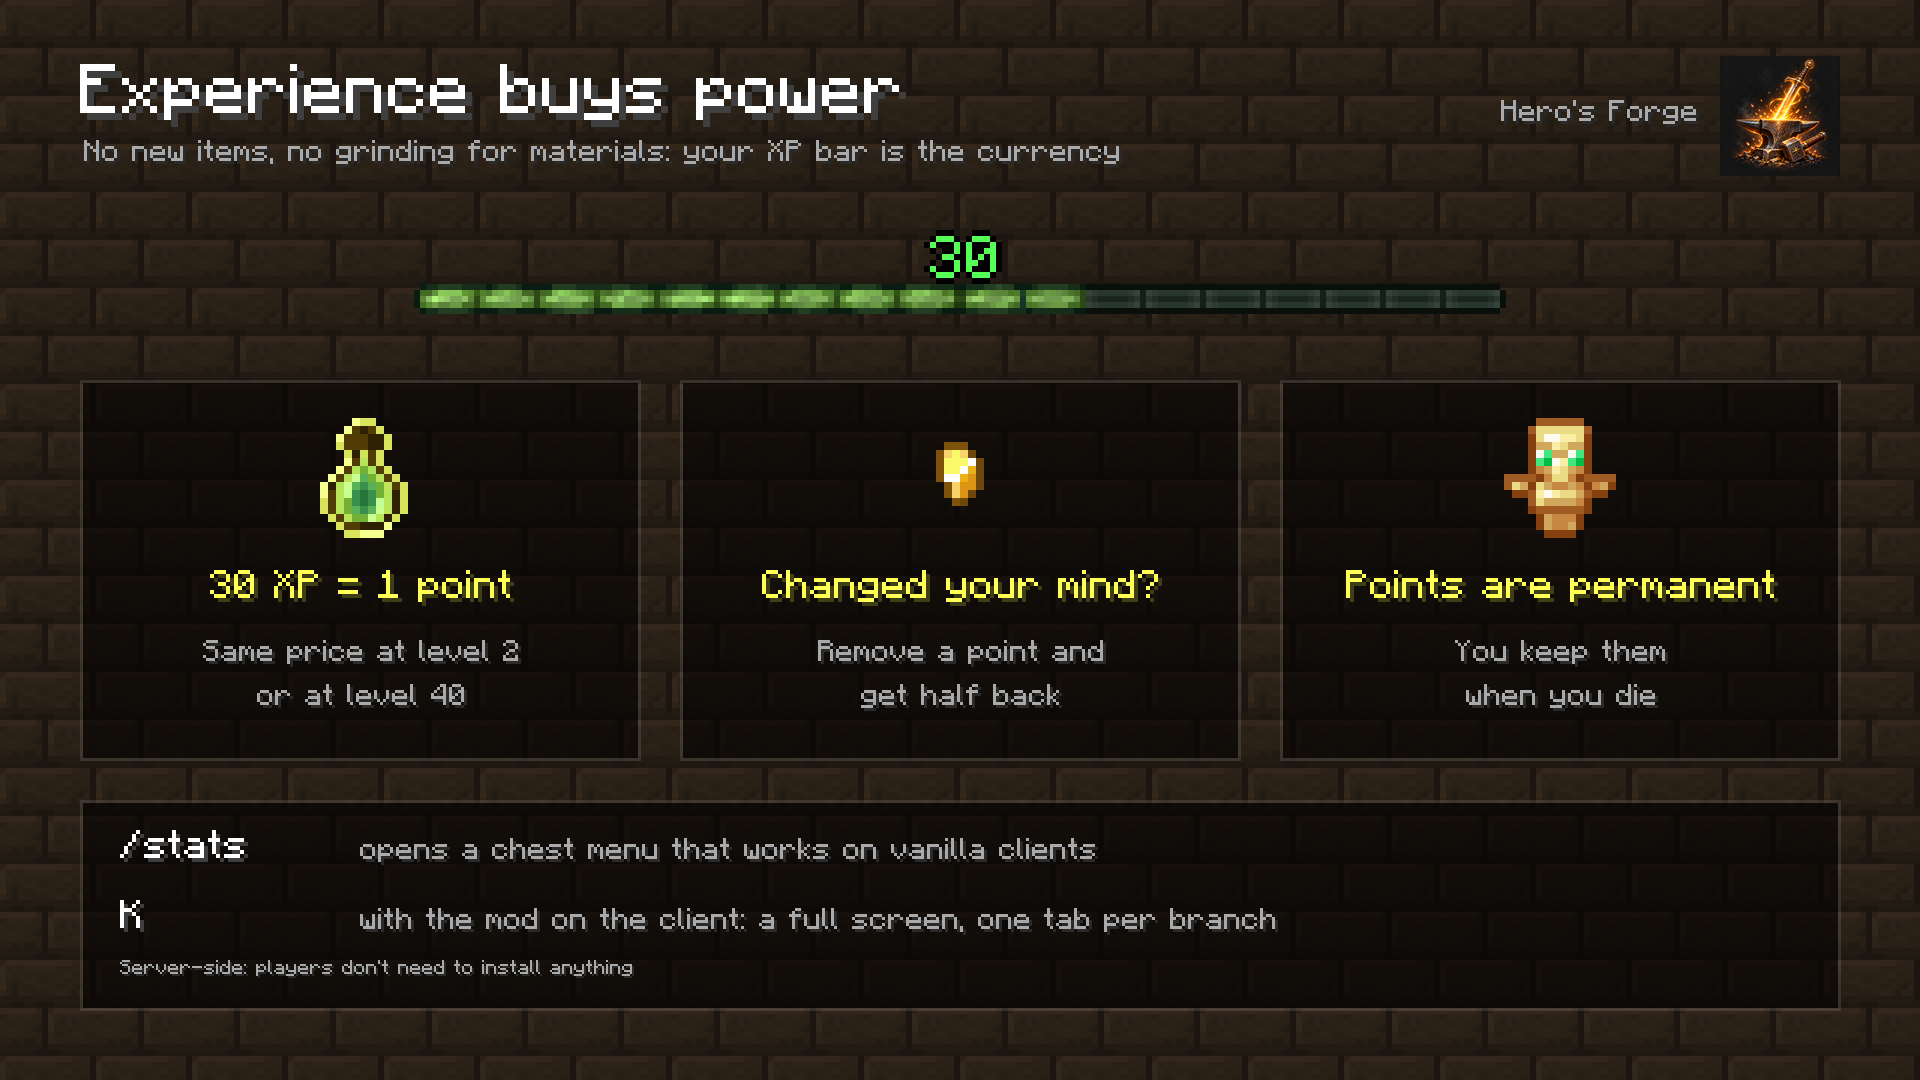 Experience buys power
No new items, no grinding for materials: your XP bar is the currency
Hero's Forge
30
30 XP = 1 point
Same price at level 2
or at level 40
Changed your mind?
Remove a point and
get half back
Points are permanent
You keep them
when you die
/stats opens a chest menu that works on vanilla clients
K with the mod on the client: a full screen, one tab per branch
Server-side: players don't need to install anything